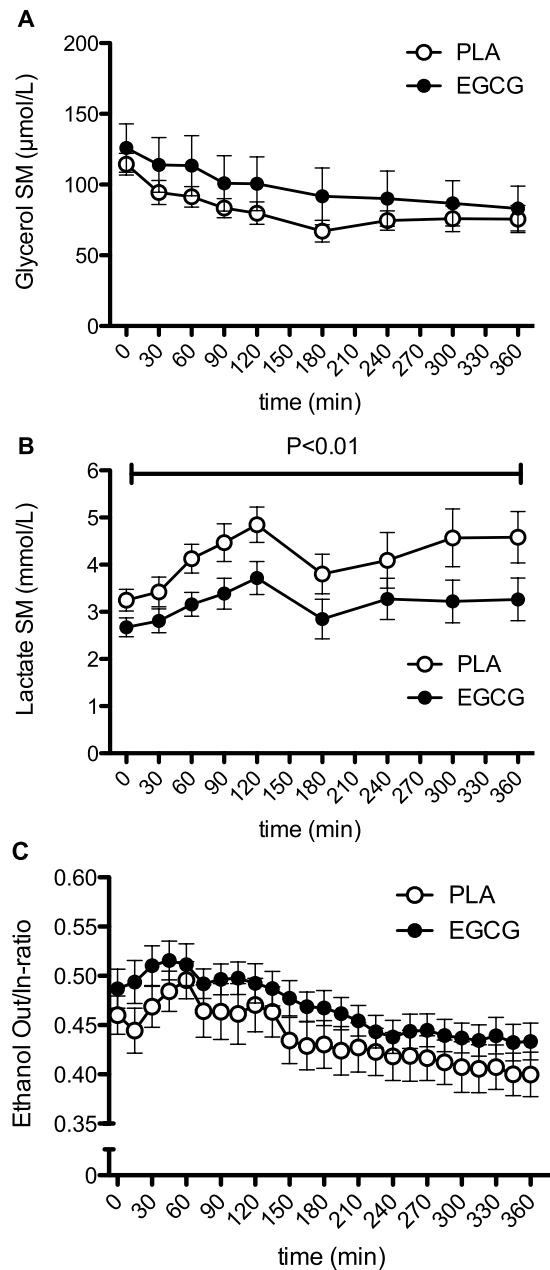 A
Glycerol SM (μmol/L)
200
150
100
50
0
PLA
EGCG
0 30 60 90 120 150 180 210 240 270 300 330 360
time (min)
B
P<0.01
Lactate SM (mmol/L)
6
5
4
3
2
1
0
PLA
EGCG
0 30 60 90 120 150 180 210 240 270 300 330 360
time (min)
C
Ethanol Out/In-ratio
0.60
0.55
0.50
0.45
0.40
0.35
0
PLA
EGCG
0 30 60 90 120 150 180 210 240 270 300 330 360
time (min)